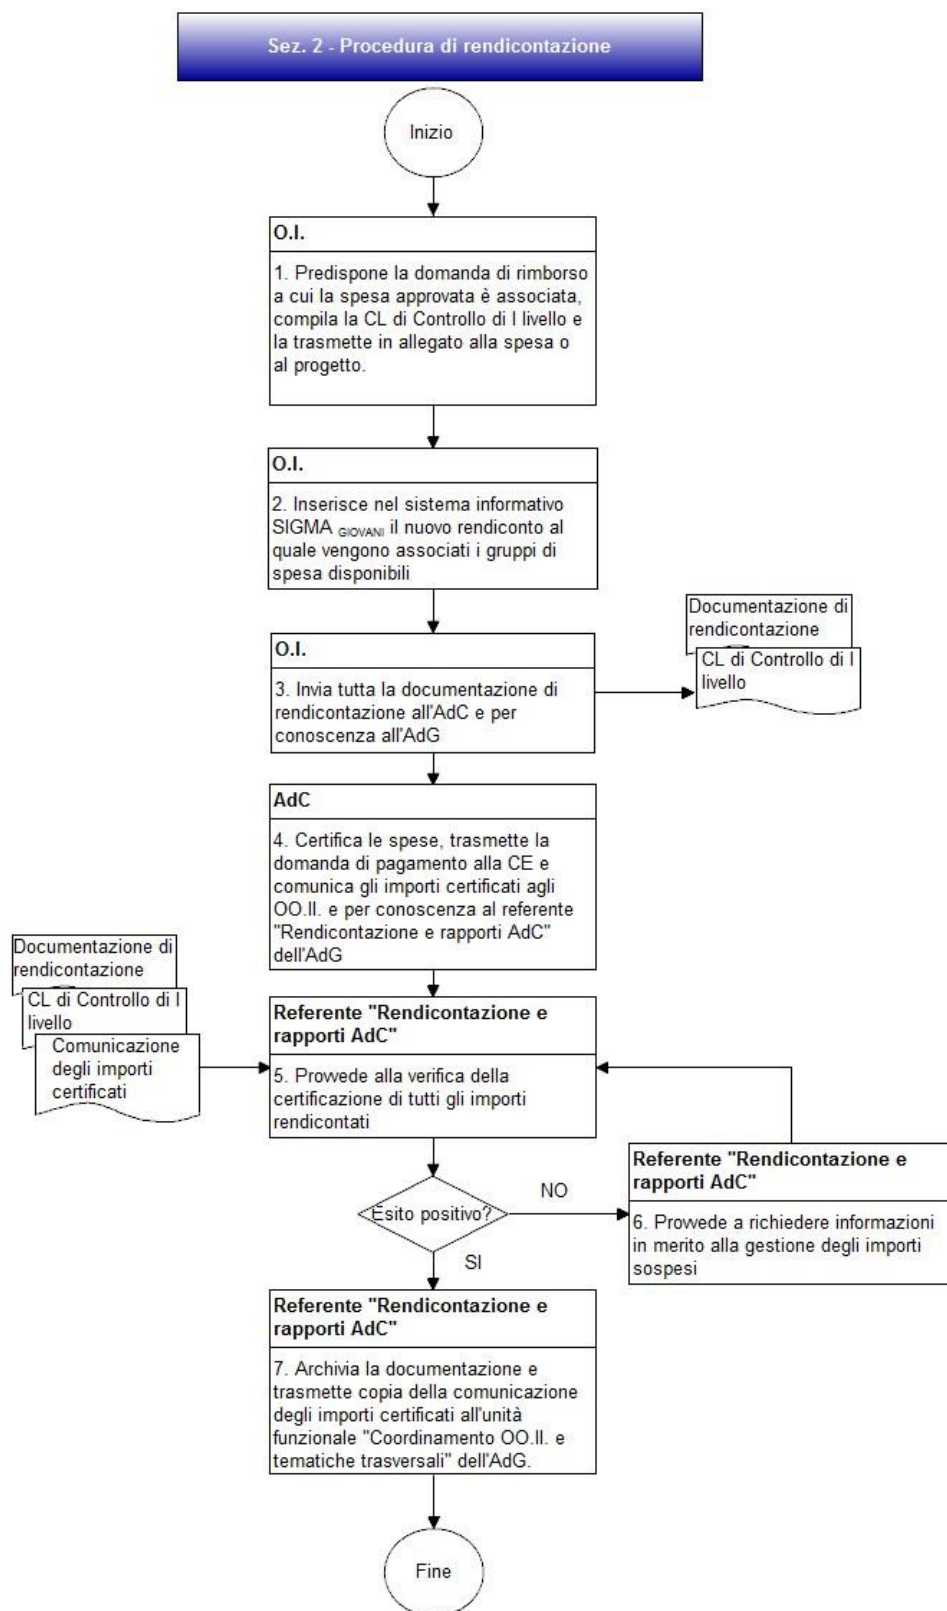 Sez. 2 - Procedura di rendicontazione
Inizio
O.I.
1. Predispone la domanda di rimborso
a cui la spesa approvata è associata,
compila la CL di Controllo di I livello e
la trasmette in allegato alla spesa o
al progetto.
O.I.
2. Inserisce nel sistema informativo
SIGMA GIOVANI il nuovo rendiconto al
quale vengono associati i gruppi di
spesa disponibili
O.I.
3. Invia tutta la documentazione di
rendicontazione all'AdC e per
conoscenza all'AdG
Documentazione di
rendicontazione
CL di Controllo di I
livello
AdC
4. Certifica le spese, trasmette la
domanda di pagamento alla CE e
comunica gli importi certificati agli
OO.II. e per conoscenza al referente
"Rendicontazione e rapporti AdC"
dell'AdG
Documentazione di
rendicontazione
CL di Controllo di I
livello
Comunicazione
degli importi
certificati
Referente "Rendicontazione e
rapporti AdC"
5. Provvede alla verifica della
certificazione di tutti gli importi
rendicontati
Esito positivo?
NO
SI
Referente "Rendicontazione e
rapporti AdC"
6. Provvede a richiedere informazioni
in merito alla gestione degli importi
sospesi
Referente "Rendicontazione e
rapporti AdC"
7. Archivia la documentazione e
trasmette copia della comunicazione
degli importi certificati all'unità
funzionale "Coordinamento OO.II. e
tematiche trasversali" dell'AdG.
Fine